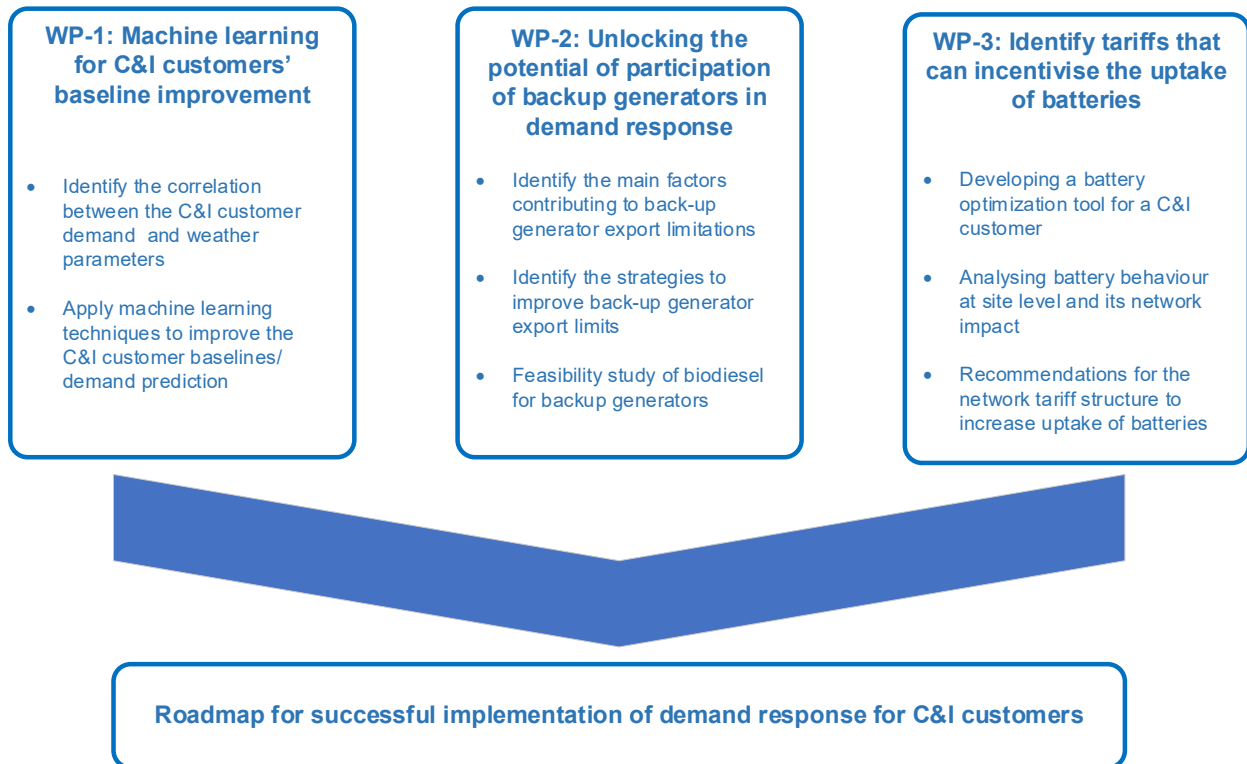 WP-1: Machine learning
for C&I customers’
baseline improvement
• Identify the correlation
between the C&I customer
demand and weather
parameters
• Apply machine learning
techniques to improve the
C&I customer baselines/
demand prediction
WP-2: Unlocking the
potential of participation
of backup generators in
demand response
• Identify the main factors
contributing to back-up
generator export limitations
• Identify the strategies to
improve back-up generator
export limits
• Feasibility study of biodiesel
for backup generators
WP-3: Identify tariffs that
can incentivise the uptake
of batteries
• Developing a battery
optimization tool for a C&I
customer
• Analysing battery behaviour
at site level and its network
impact
• Recommendations for the
network tariff structure to
increase uptake of batteries
Roadmap for successful implementation of demand response for C&I customers